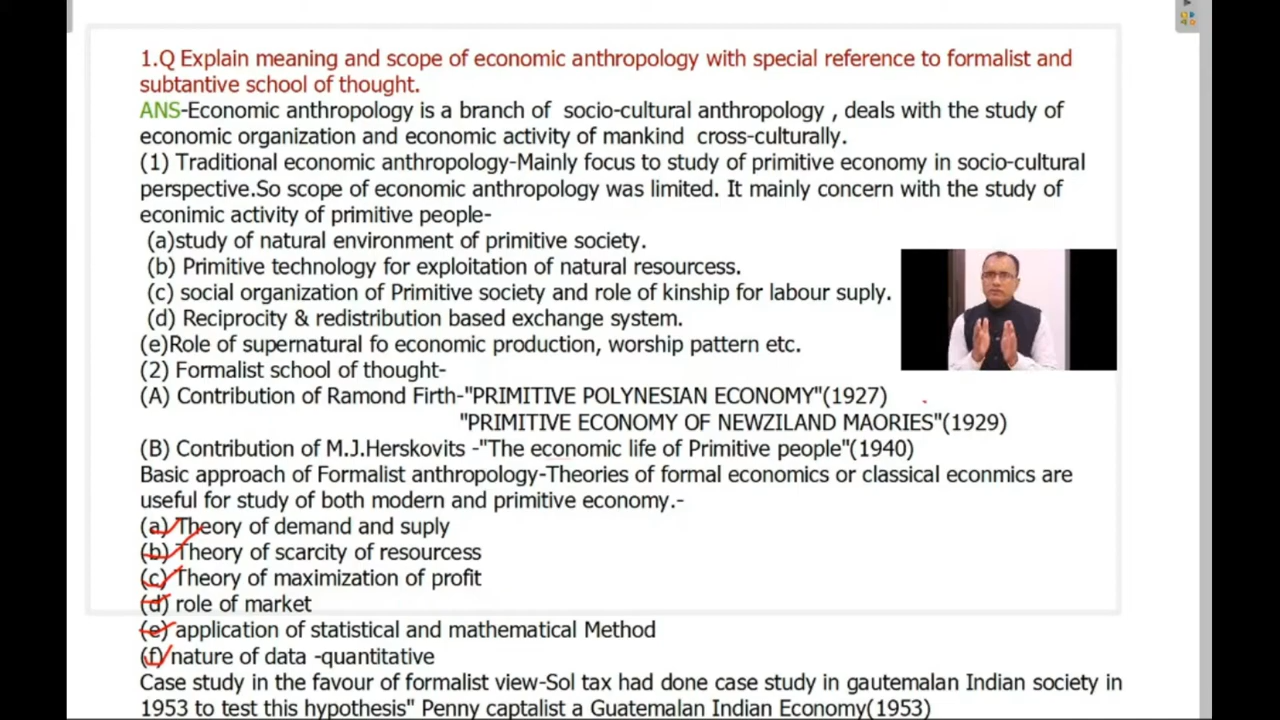 1.Q Explain meaning and scope of economic anthropology with special reference to formalist and
subtantive school of thought.
ANS-Economic anthropology is a branch of socio-cultural anthropology , deals with the study of
economic organization and economic activity of mankind cross-culturally.
(1) Traditional economic anthropology-Mainly focus to study of primitive economy in socio-cultural
perspective.So scope of economic anthropology was limited. It mainly concern with the study of
econimic activity of primitive people-
(a)study of natural environment of primitive society.
(b) Primitive technology for exploitation of natural resourcess.
(c) social organization of Primitive society and role of kinship for labour suply.
(d) Reciprocity & redistribution based exchange system.
(e)Role of supernatural fo economic production, worship pattern etc.
(2) Formalist school of thought-
(A) Contribution of Ramond Firth-"PRIMITIVE POLYNESIAN ECONOMY"(1927)
"PRIMITIVE ECONOMY OF NEWZILAND MAORIES"(1929)
(B) Contribution of M.J.Herskovits -"The economic life of Primitive people"(1940)
Basic approach of Formalist anthropology-Theories of formal economics or classical econmics are
useful for study of both modern and primitive economy.-
(a) Theory of demand and suply
(b) Theory of scarcity of resourcess
(c) Theory of maximization of profit
(d) role of market
(e) application of statistical and mathematical Method
(f) nature of data -quantitative
Case study in the favour of formalist view-Sol tax had done case study in gautemalan Indian society in
1953 to test this hypothesis" Penny captalist a Guatemalan Indian Economy(1953)